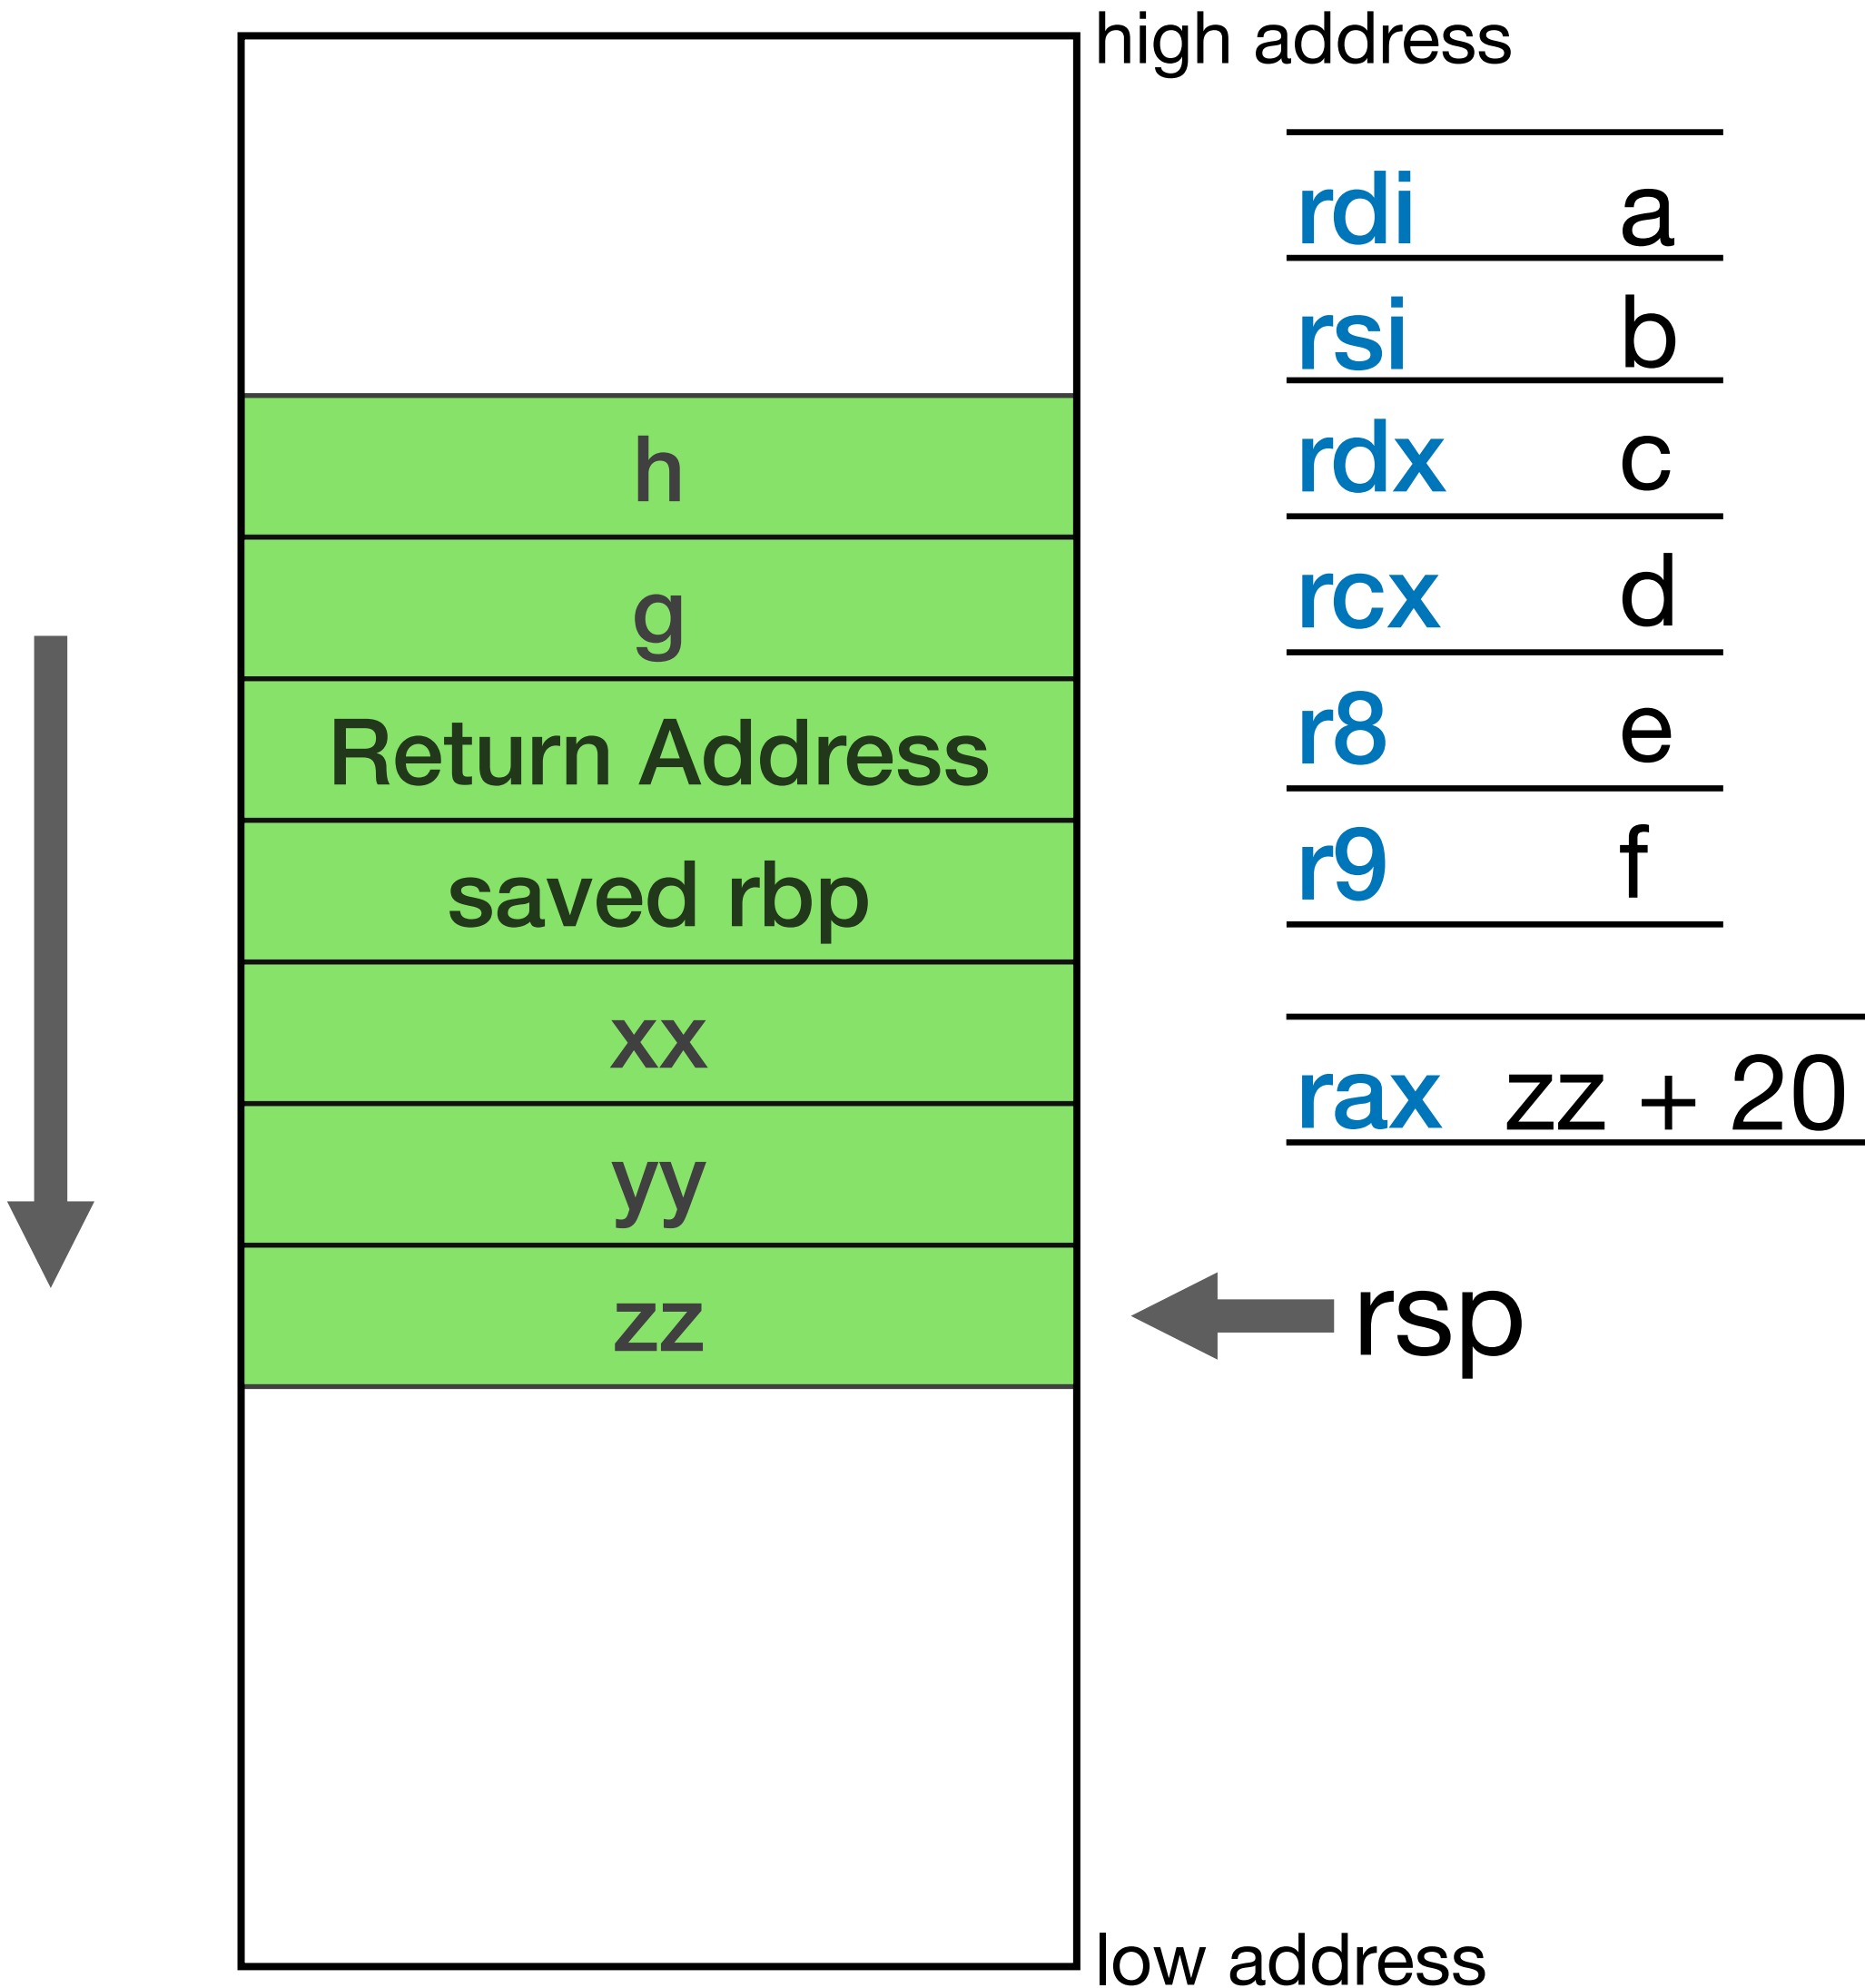 high address
rdi a
rsi b
rdx c
rcx d
r8 e
r9 f
rax zz + 20
h
g
Return Address
saved rbp
xx
yy
zz
rsp
low address